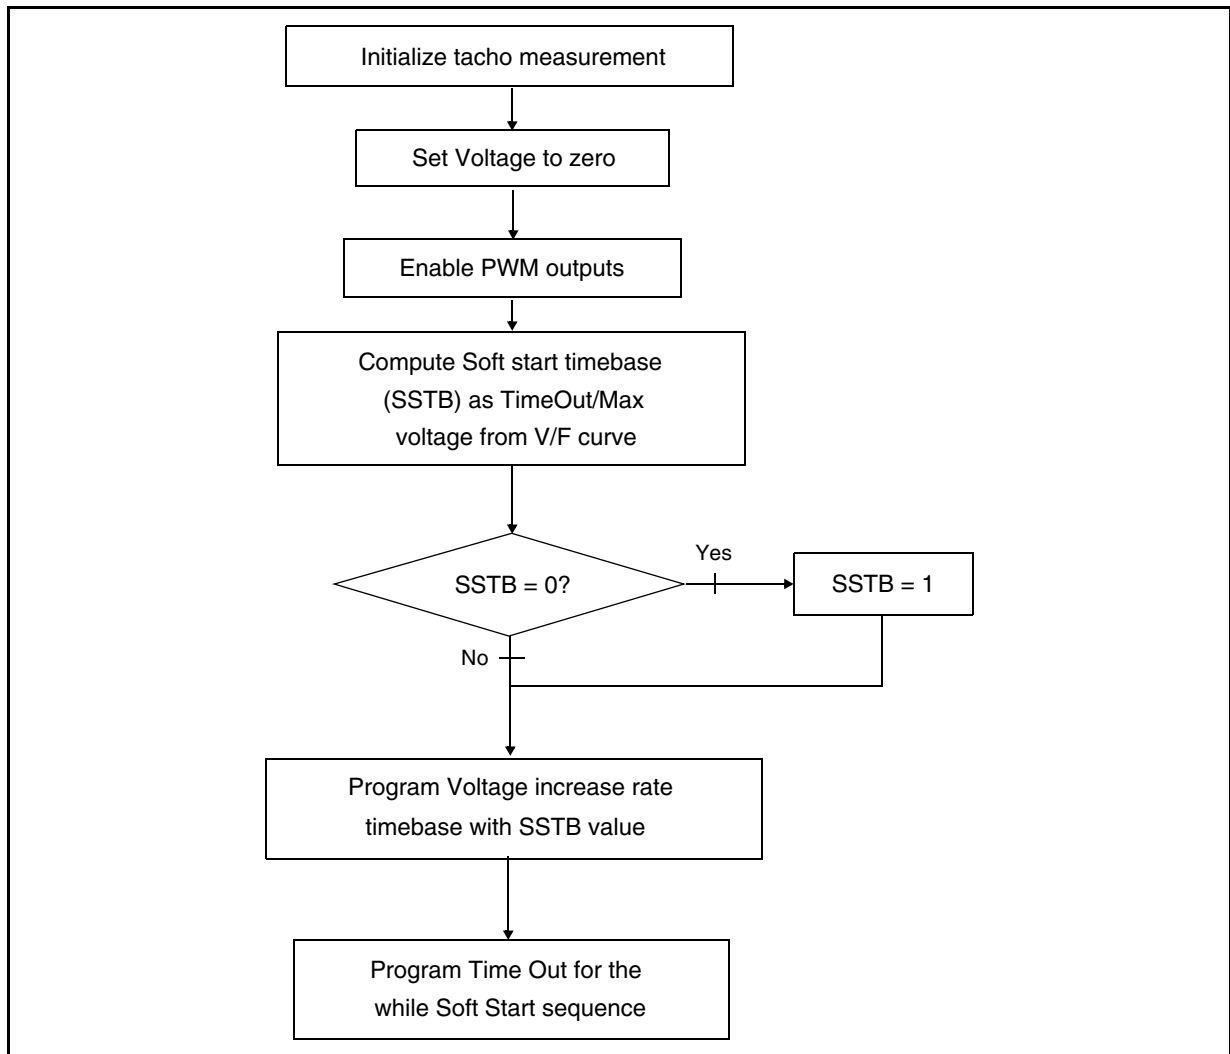 Initialize tacho measurement
Set Voltage to zero
Enable PWM outputs
Compute Soft start timebase
(SSTB) as TimeOut/Max
voltage from V/F curve
SSTB = 0?
Yes
SSTB = 1
No
Program Voltage increase rate
timebase with SSTB value
Program Time Out for the
while Soft Start sequence